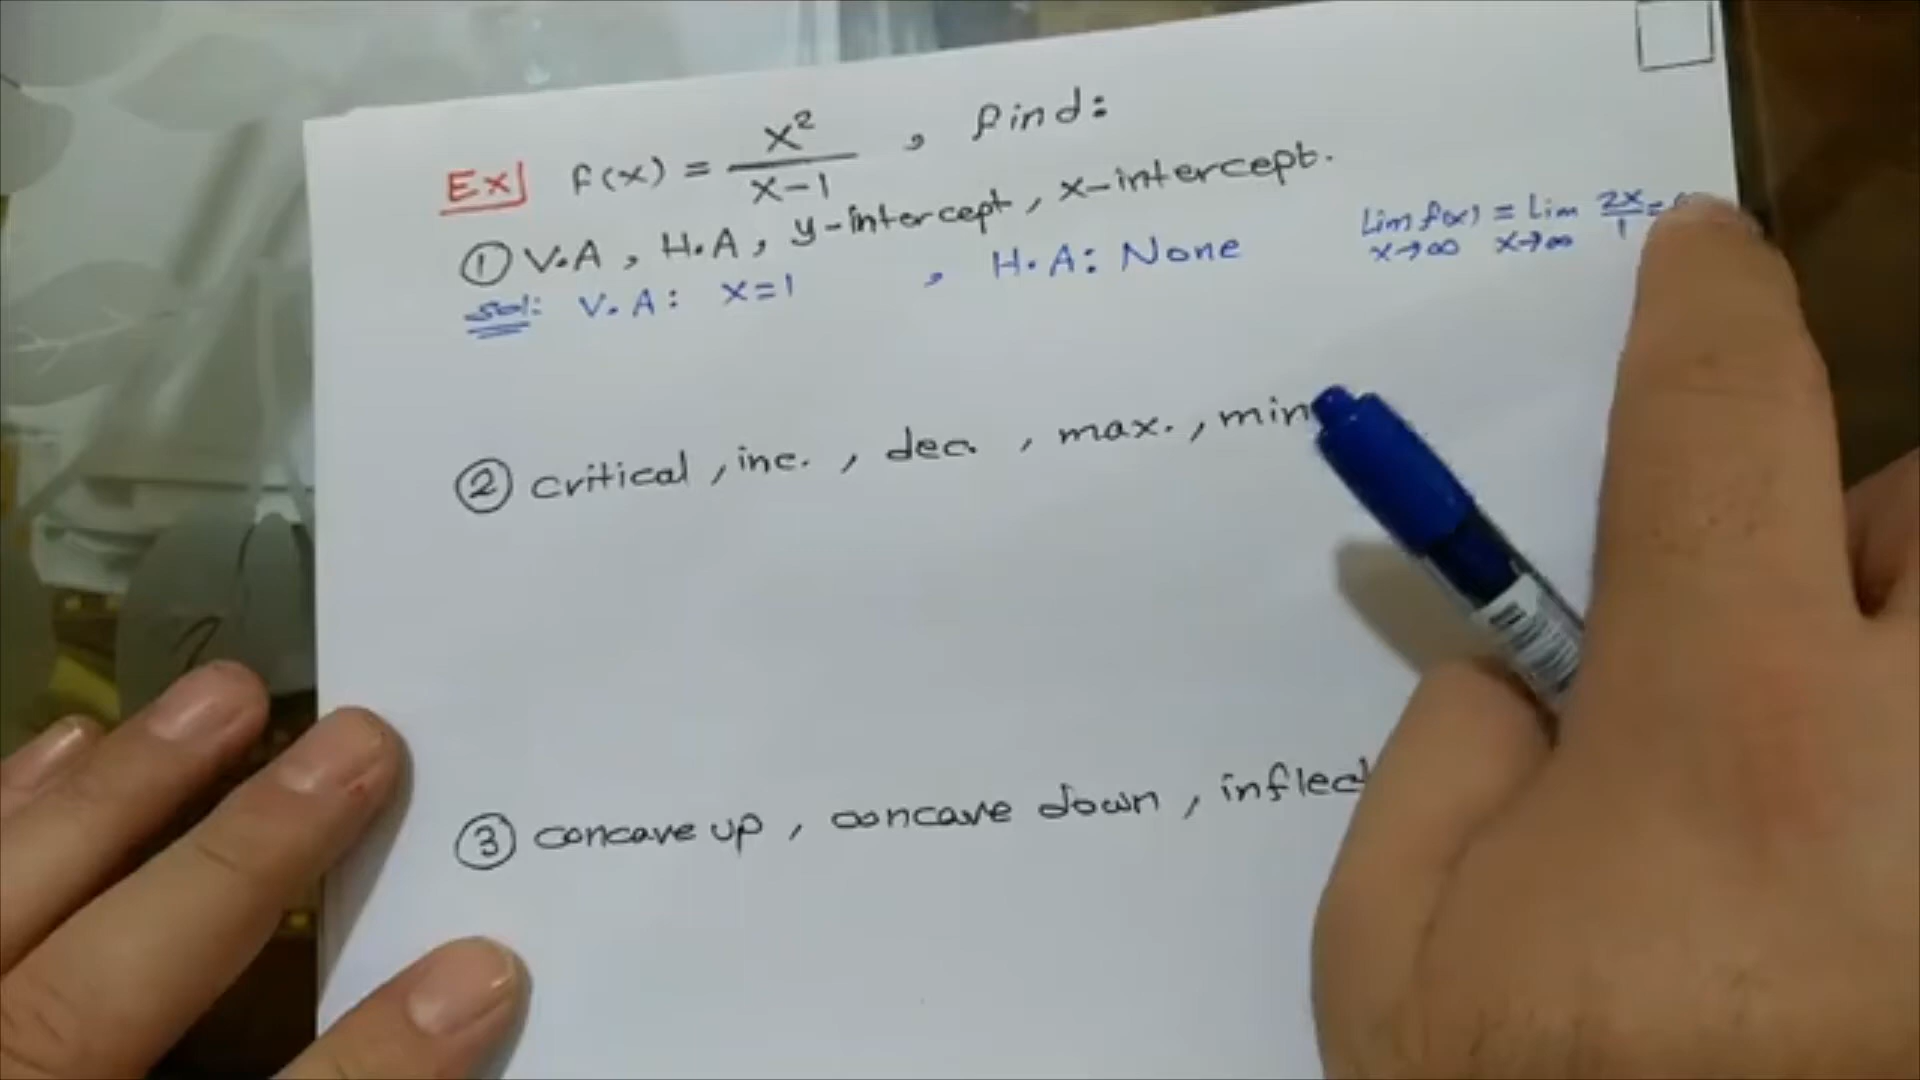 Ex] f(x) = x²/(x-1) , find:
① V.A , H.A , y-intercept , x-intercept.
Sol: V.A: x=1 , H.A: None
Lim f(x) = Lim 2x/1 =
x→∞ x→∞
② critical , inc. , dec. , max. , min
③ concave up , concave down ,